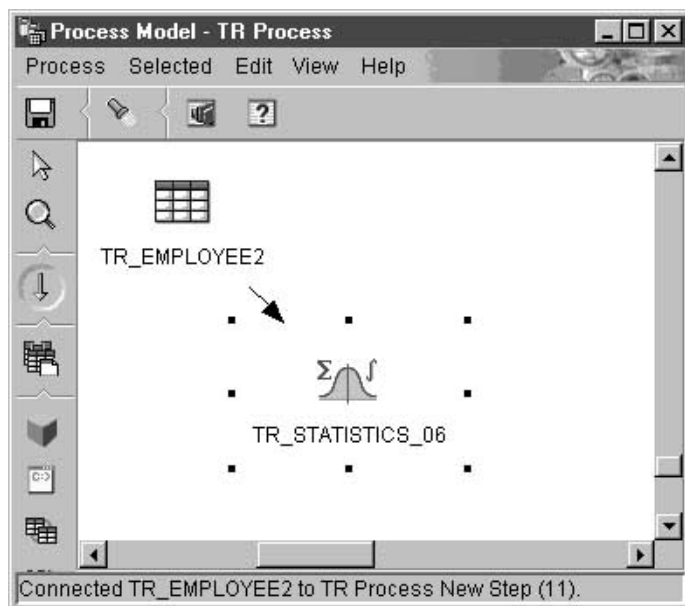 Process Model - TR Process
Process Selected Edit View Help
TR_EMPLOYEE2
TR_STATISTICS_06
Connected TR_EMPLOYEE2 to TR Process New Step (11).